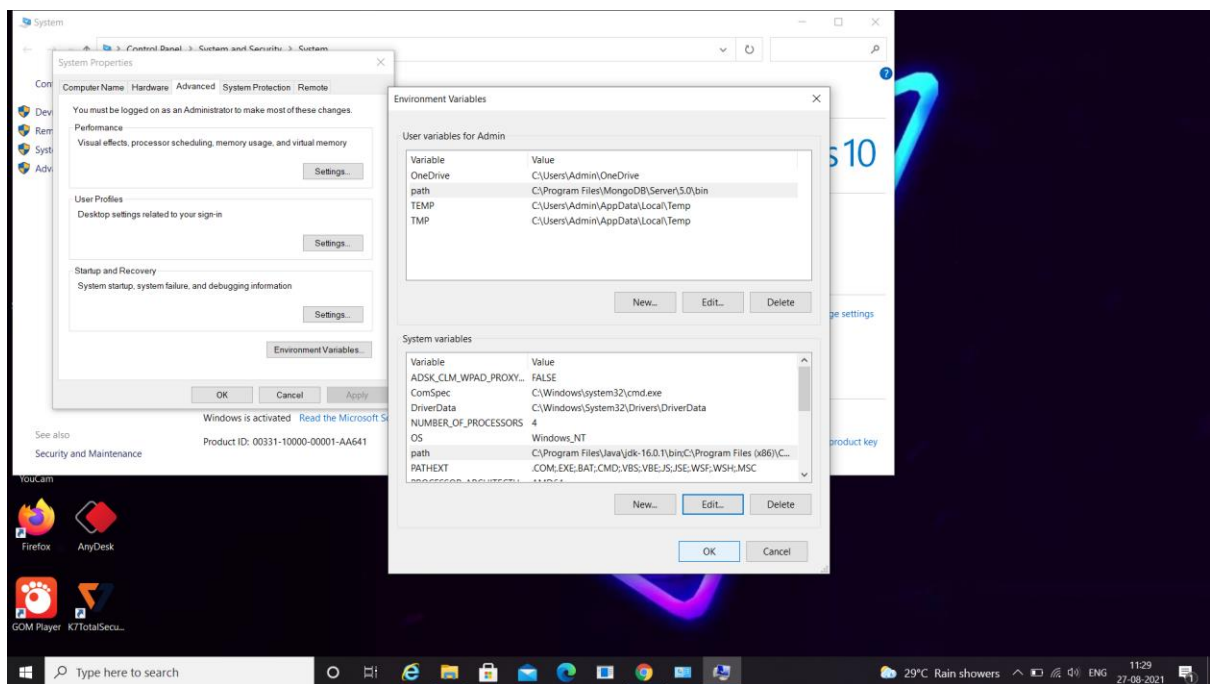 System
Control Panel > System and Security > System
System Properties
Computer Name Hardware Advanced System Protection Remote
You must be logged on as an Administrator to make most of these changes.
Performance
Visual effects, processor scheduling, memory usage, and virtual memory
Settings...
User Profiles
Desktop settings related to your sign-in
Settings...
Startup and Recovery
System startup, system failure, and debugging information
Settings...
Environment Variables...
OK Cancel Apply
Con
Dev
Rem
Syst
Adv
Windows is activated Read the Microsoft S
See also
Product ID: 00331-10000-00001-AA641
Security and Maintenance
Environment Variables
User variables for Admin
Variable Value
OneDrive C:\Users\Admin\OneDrive
path C:\Program Files\MongoDB\Server\5.0\bin
TEMP C:\Users\Admin\AppData\Local\Temp
TMP C:\Users\Admin\AppData\Local\Temp
New... Edit... Delete
System variables
Variable Value
ADSK_CLM_WPAD_PROXY... FALSE
ComSpec C:\Windows\system32\cmd.exe
DriverData C:\Windows\System32\Drivers\DriverData
NUMBER_OF_PROCESSORS 4
OS Windows_NT
path C:\Program Files\Java\jdk-16.0.1\bin;C:\Program Files (x86)\C...
PATHEXT .COM;.EXE;.BAT;.CMD;.VBS;.VBE;.JS;.JSE;.WSF;.WSH;.MSC
New... Edit... Delete
OK Cancel
s 10
ge settings
product key
YouCam
Firefox AnyDesk
GOM Player K7TotalSecu...
Type here to search
29°C Rain showers ENG 11:29
27-08-2021